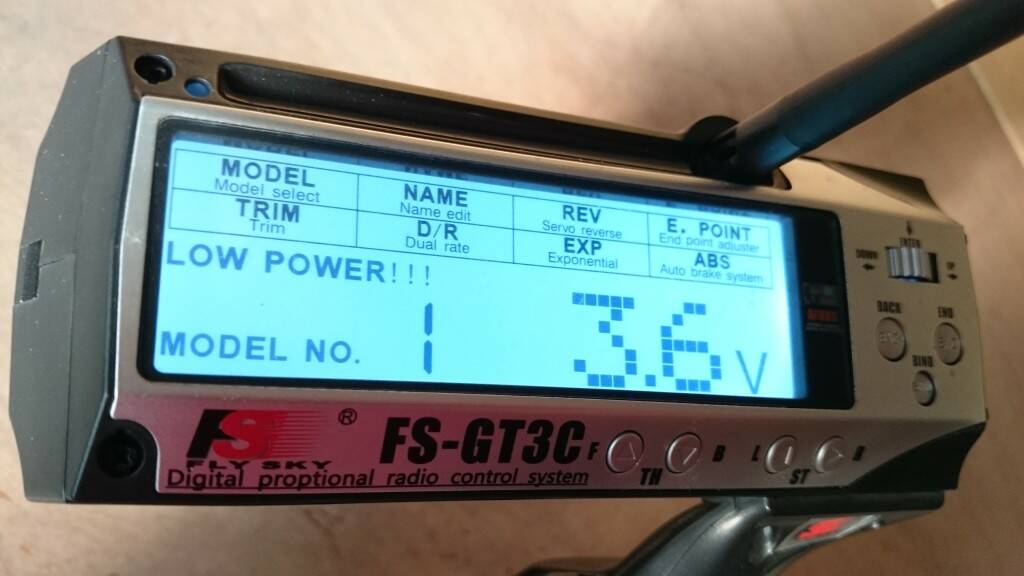 MODEL NAME REV E. POINT
Model select Name edit Servo reverse End point adjuster
TRIM D/R EXP ABS
Trim Dual rate Exponential Auto brake system
LOW POWER!!!
MODEL NO. 1 3.6 V
ENTER
DOWN UP
BACK END
BIND
FS ® FS-GT3C F B L R
FLY SKY TH ST
Digital proptional radio control system